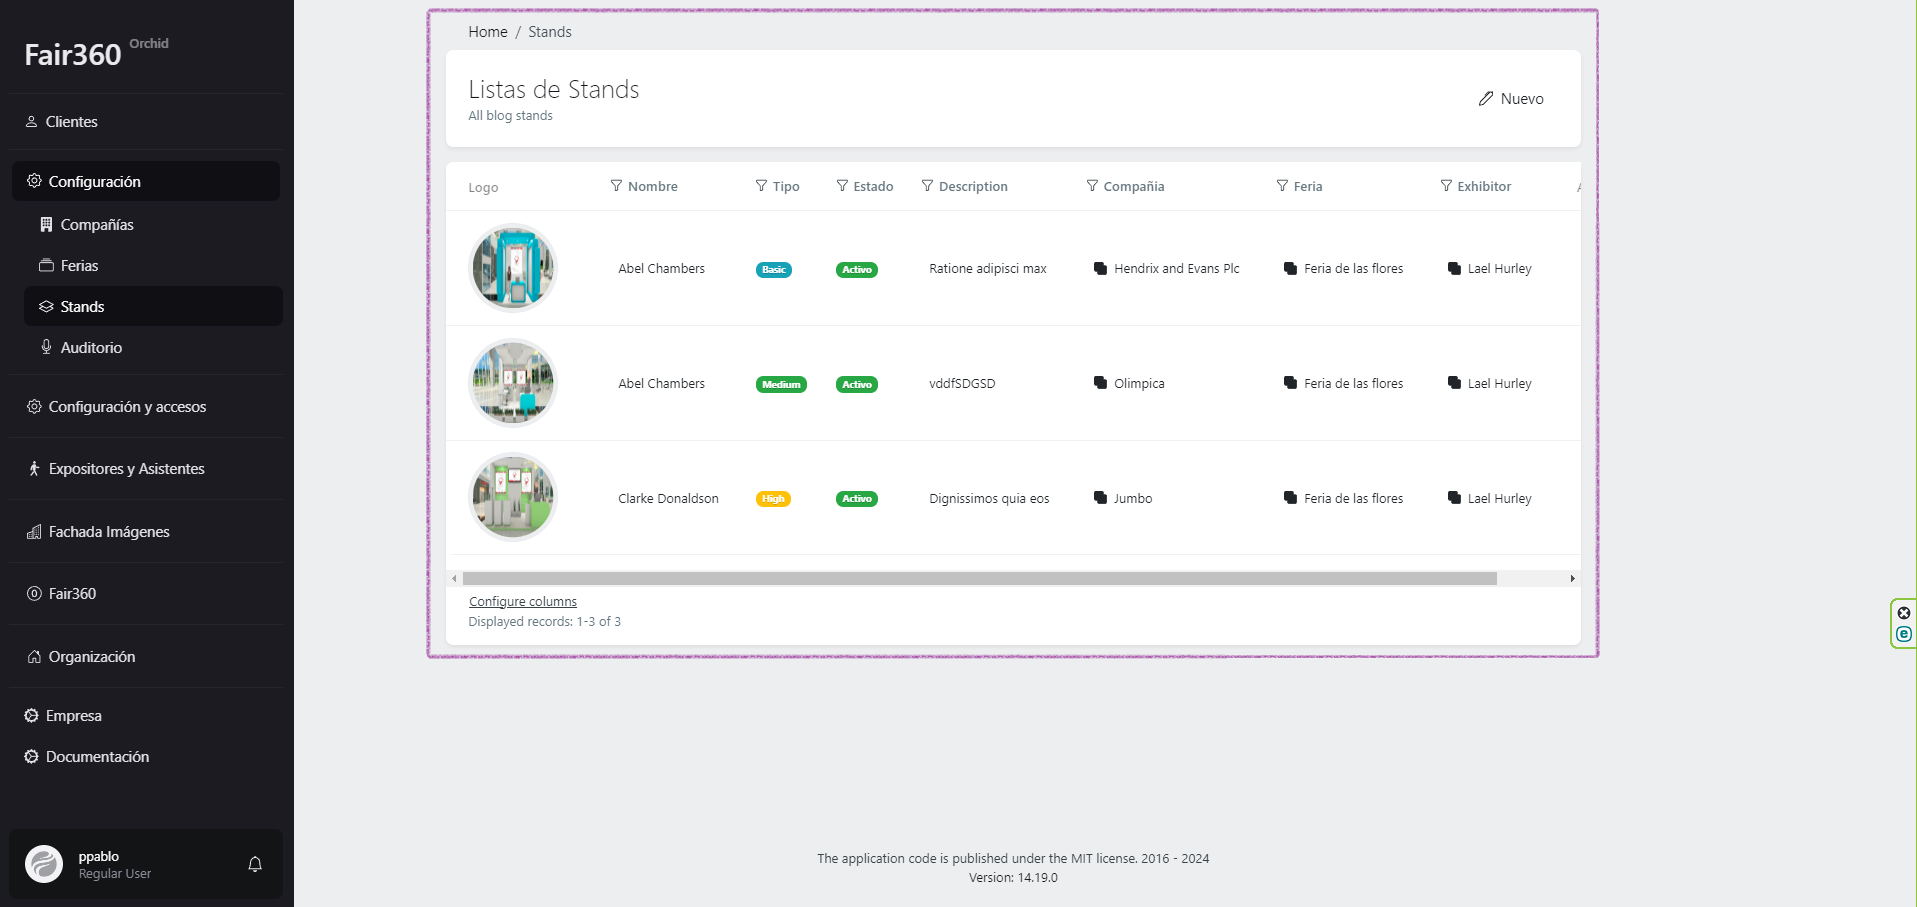 Fair360 Orchid
Clientes
Configuración
Compañías
Ferias
Stands
Auditorio
Configuración y accesos
Expositores y Asistentes
Fachada Imágenes
Fair360
Organización
Empresa
Documentación
ppablo
Regular User
Home / Stands
Listas de Stands
All blog stands
Nuevo
Logo Nombre Tipo Estado Description Compañia Feria Exhibitor
Abel Chambers Basic Activo Ratione adipisci max Hendrix and Evans Plc Feria de las flores Lael Hurley
Abel Chambers Medium Activo vddfSDGSD Olimpica Feria de las flores Lael Hurley
Clarke Donaldson High Activo Dignissimos quia eos Jumbo Feria de las flores Lael Hurley
Configure columns
Displayed records: 1-3 of 3
The application code is published under the MIT license. 2016 - 2024
Version: 14.19.0